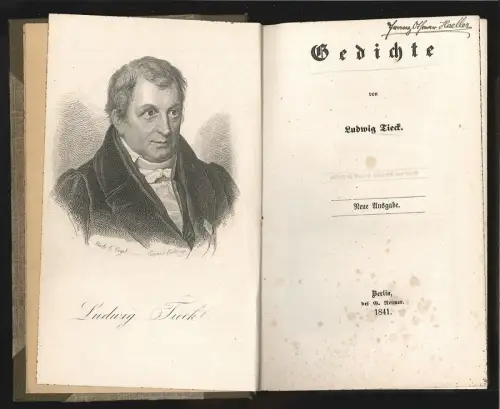 Ludwig Tieck
Gedichte
von
Ludwig Tieck.
Neue Ausgabe.
Berlin,
bei G. Reimer.
1841.